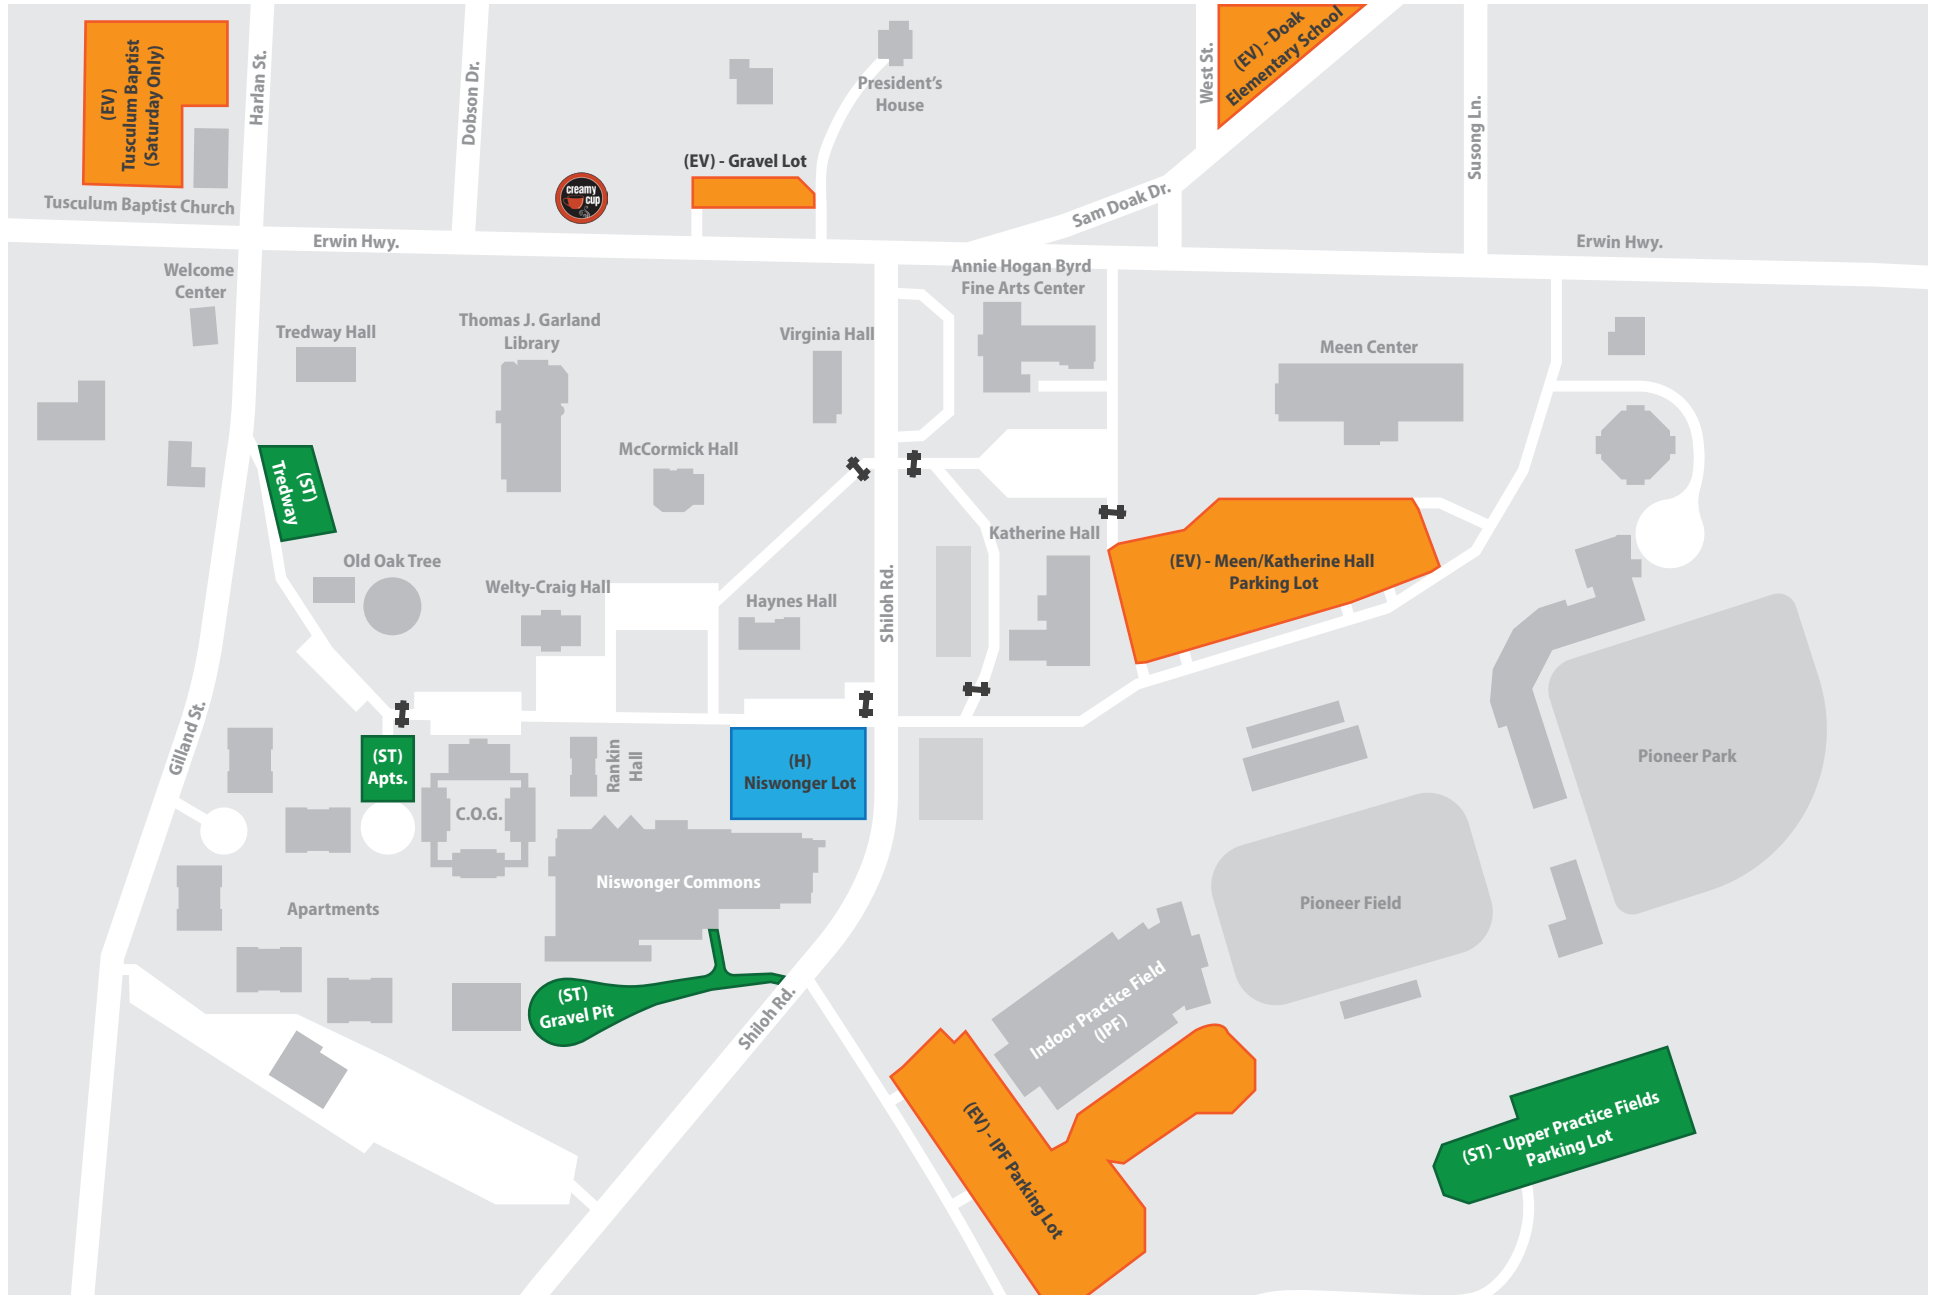 (EV)
Tusculum Baptist
(Saturday Only)
Harlan St.
Dobson Dr.
President's
House
West St.
(EV) - Doak
Elementary School
Susong Ln.
(EV) - Gravel Lot
creamy
cup
Tusculum Baptist Church
Sam Doak Dr.
Erwin Hwy.
Erwin Hwy.
Welcome
Center
Annie Hogan Byrd
Fine Arts Center
Tredway Hall
Thomas J. Garland
Library
Virginia Hall
Meen Center
McCormick Hall
(ST)
Tredway
Katherine Hall
Old Oak Tree
(EV) - Meen/Katherine Hall
Parking Lot
Welty-Craig Hall
Haynes Hall
Shiloh Rd.
Gilland St.
(ST)
Apts.
Rankin
Hall
(H)
Niswonger Lot
Pioneer Park
C.O.G.
Niswonger Commons
Apartments
Pioneer Field
(ST)
Gravel Pit
Shiloh Rd.
Indoor Practice Field
(IPF)
(EV) - IPF Parking Lot
(ST) - Upper Practice Fields
Parking Lot